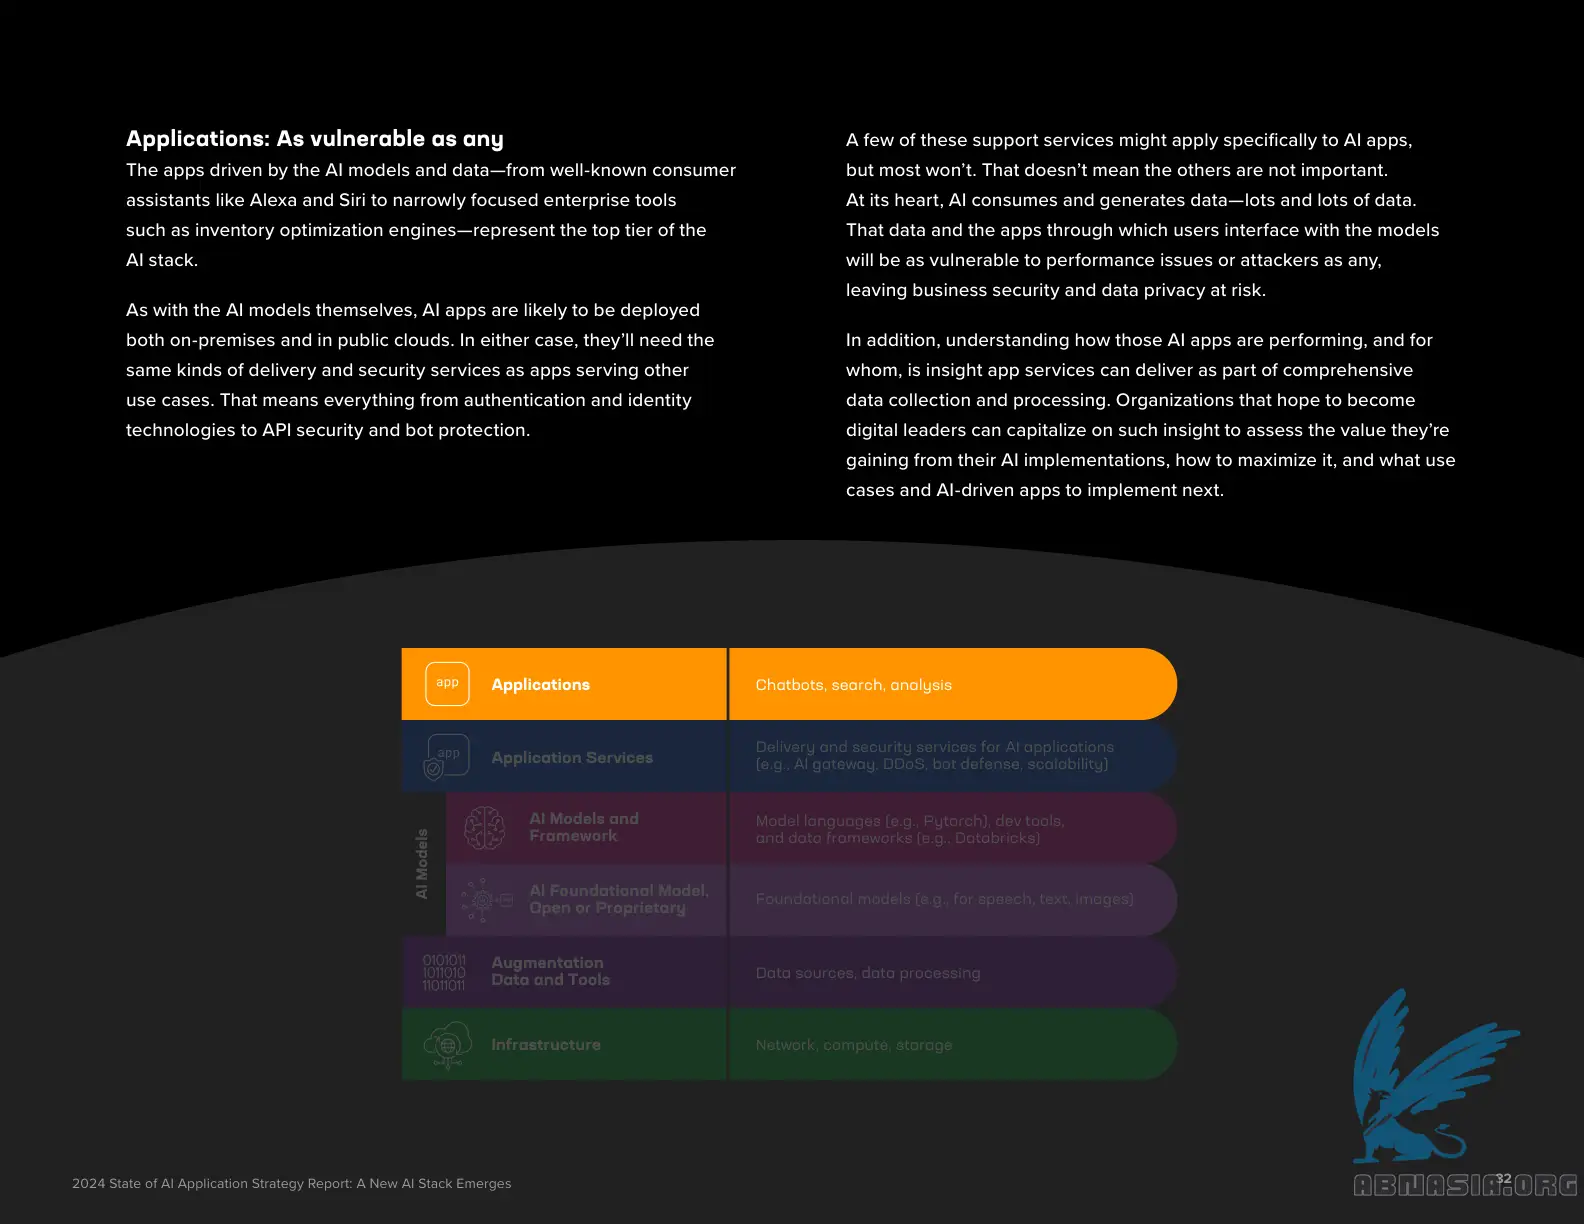 Applications: As vulnerable as any
The apps driven by the AI models and data—from well-known consumer
assistants like Alexa and Siri to narrowly focused enterprise tools
such as inventory optimization engines—represent the top tier of the
AI stack.
As with the AI models themselves, AI apps are likely to be deployed
both on-premises and in public clouds. In either case, they’ll need the
same kinds of delivery and security services as apps serving other
use cases. That means everything from authentication and identity
technologies to API security and bot protection.
A few of these support services might apply specifically to AI apps,
but most won’t. That doesn’t mean the others are not important.
At its heart, AI consumes and generates data—lots and lots of data.
That data and the apps through which users interface with the models
will be as vulnerable to performance issues or attackers as any,
leaving business security and data privacy at risk.
In addition, understanding how those AI apps are performing, and for
whom, is insight app services can deliver as part of comprehensive
data collection and processing. Organizations that hope to become
digital leaders can capitalize on such insight to assess the value they’re
gaining from their AI implementations, how to maximize it, and what use
cases and AI-driven apps to implement next.
app
Applications
Chatbots, search, analysis
app
Application Services
Delivery and security services for AI applications
(e.g., AI gateway, DDoS, bot defense, scalability)
AI Models
AI Models and
Framework
Model languages (e.g., Pytorch), dev tools,
and data frameworks (e.g., Databricks)
AI Foundational Model,
Open or Proprietary
Foundational models (e.g., for speech, text, images)
0101011
1011010
11011011
Augmentation
Data and Tools
Data sources, data processing
Infrastructure
Network, compute, storage
2024 State of AI Application Strategy Report: A New AI Stack Emerges
32
ABNASIA.ORG